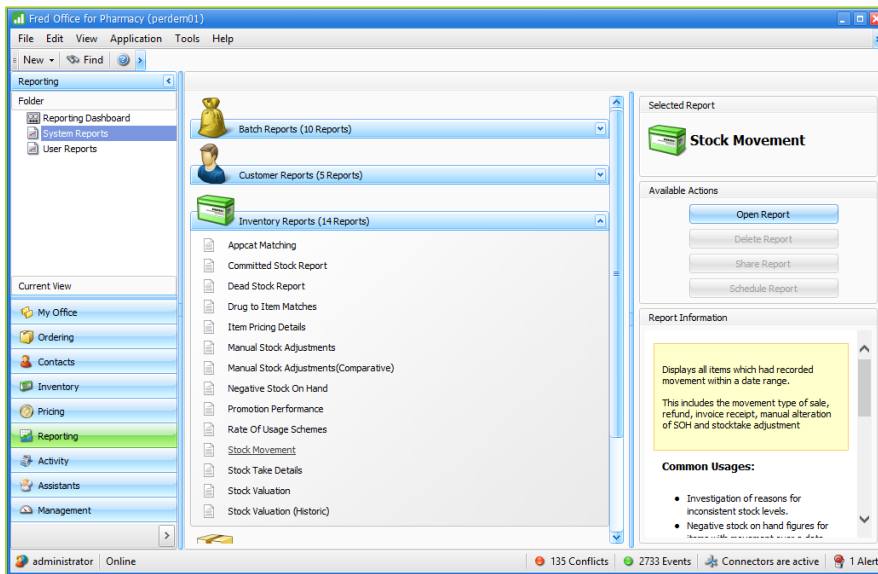 Fred Office for Pharmacy (perdem01)
File Edit View Application Tools Help
New Find
Reporting
Folder
Reporting Dashboard
System Reports
User Reports
Current View
My Office
Ordering
Contacts
Inventory
Pricing
Reporting
Activity
Assistants
Management
Batch Reports (10 Reports)
Customer Reports (5 Reports)
Inventory Reports (14 Reports)
Appcat Matching
Committed Stock Report
Dead Stock Report
Drug to Item Matches
Item Pricing Details
Manual Stock Adjustments
Manual Stock Adjustments(Comparative)
Negative Stock On Hand
Promotion Performance
Rate Of Usage Schemes
Stock Movement
Stock Take Details
Stock Valuation
Stock Valuation (Historic)
Selected Report
Stock Movement
Available Actions
Open Report
Delete Report
Share Report
Schedule Report
Report Information
Displays all items which had recorded
movement within a date range.
This includes the movement type of sale,
refund, invoice receipt, manual alteration
of SOH and stocktake adjustment
Common Usages:
• Investigation of reasons for
inconsistent stock levels.
• Negative stock on hand figures for
items with movement over a date
administrator Online 135 Conflicts 2733 Events Connectors are active 1 Alert